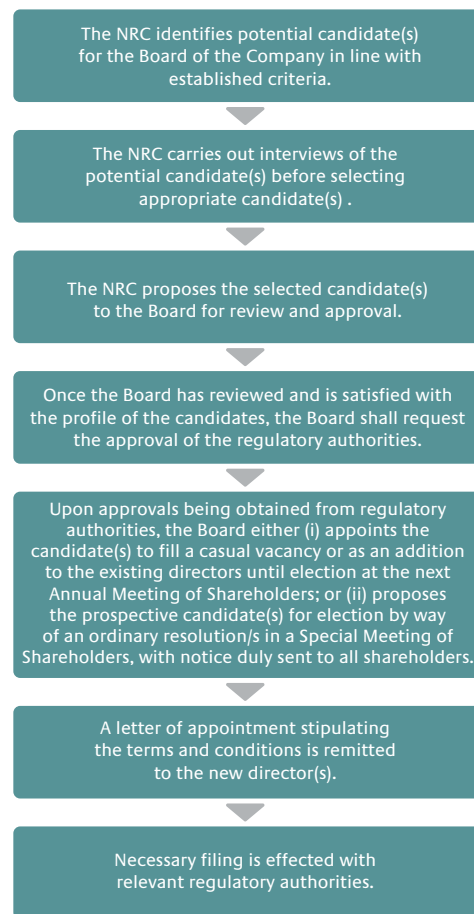 The NRC identifies potential candidate(s)
for the Board of the Company in line with
established criteria.
The NRC carries out interviews of the
potential candidate(s) before selecting
appropriate candidate(s) .
The NRC proposes the selected candidate(s)
to the Board for review and approval.
Once the Board has reviewed and is satisfied with
the profile of the candidates, the Board shall request
the approval of the regulatory authorities.
Upon approvals being obtained from regulatory
authorities, the Board either (i) appoints the
candidate(s) to fill a casual vacancy or as an addition
to the existing directors until election at the next
Annual Meeting of Shareholders; or (ii) proposes
the prospective candidate(s) for election by way
of an ordinary resolution/s in a Special Meeting of
Shareholders, with notice duly sent to all shareholders.
A letter of appointment stipulating
the terms and conditions is remitted
to the new director(s).
Necessary filing is effected with
relevant regulatory authorities.